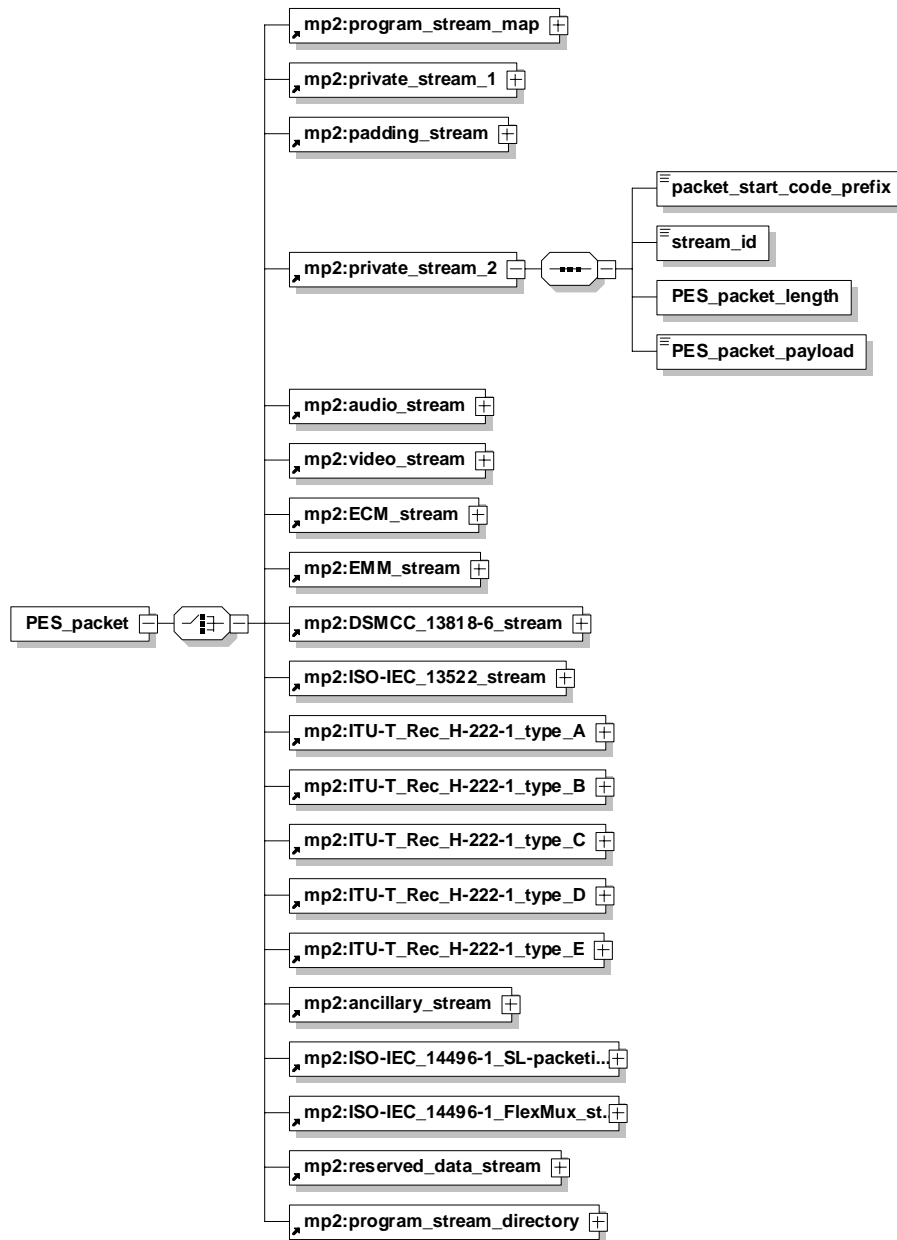 mp2:program_stream_map
mp2:private_stream_1
mp2:padding_stream
packet_start_code_prefix
stream_id
mp2:private_stream_2
PES_packet_length
PES_packet_payload
mp2:audio_stream
mp2:video_stream
mp2:ECM_stream
mp2:EMM_stream
PES_packet
mp2:DSMCC_13818-6_stream
mp2:ISO-IEC_13522_stream
mp2:ITU-T_Rec_H-222-1_type_A
mp2:ITU-T_Rec_H-222-1_type_B
mp2:ITU-T_Rec_H-222-1_type_C
mp2:ITU-T_Rec_H-222-1_type_D
mp2:ITU-T_Rec_H-222-1_type_E
mp2:ancillary_stream
mp2:ISO-IEC_14496-1_SL-packeti...
mp2:ISO-IEC_14496-1_FlexMux_st...
mp2:reserved_data_stream
mp2:program_stream_directory